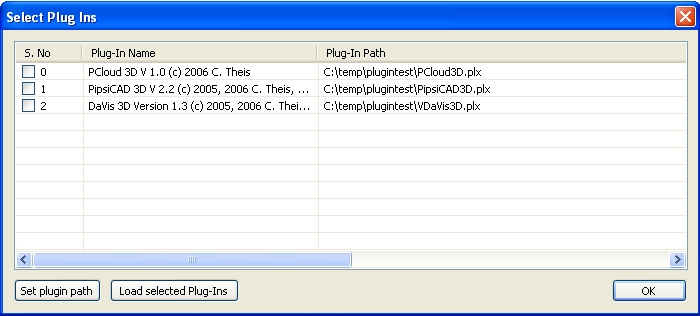 Select Plug Ins
S. No Plug-In Name Plug-In Path
0 PCloud 3D V 1.0 (c) 2006 C. Theis C:\temp\plugintest\PCloud3D.plx
1 PipsiCAD 3D V 2.2 (c) 2005, 2006 C. Theis, ... C:\temp\plugintest\PipsiCAD3D.plx
2 DaVis 3D Version 1.3 (c) 2005, 2006 C. Thei... C:\temp\plugintest\VDaVis3D.plx
Set plugin path Load selected Plug-Ins OK